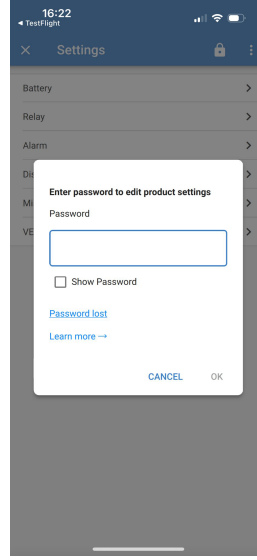 16:22
◀ TestFlight
Settings
Battery
Relay
Alarm
Enter password to edit product settings
Password
Show Password
Password lost
Learn more →
CANCEL
OK